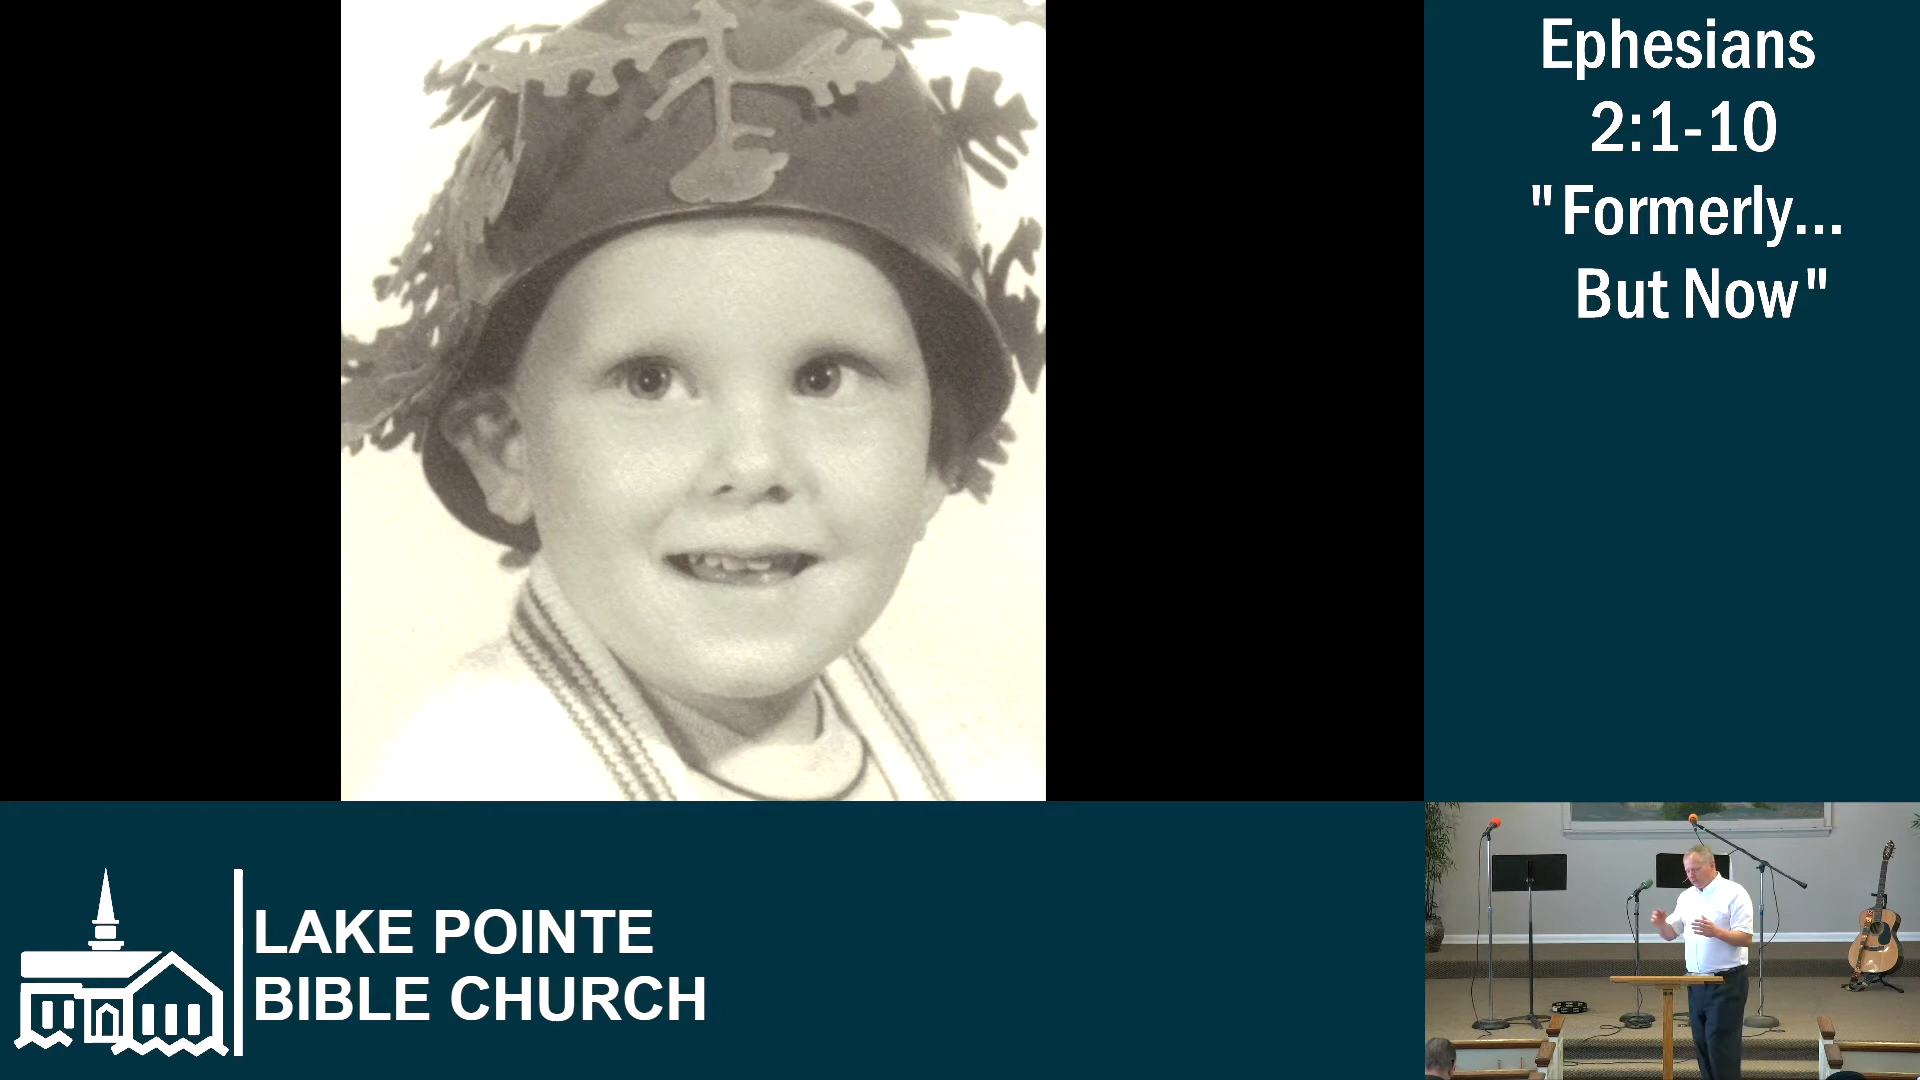 Ephesians
2:1-10
"Formerly...
But Now"
LAKE POINTE
BIBLE CHURCH